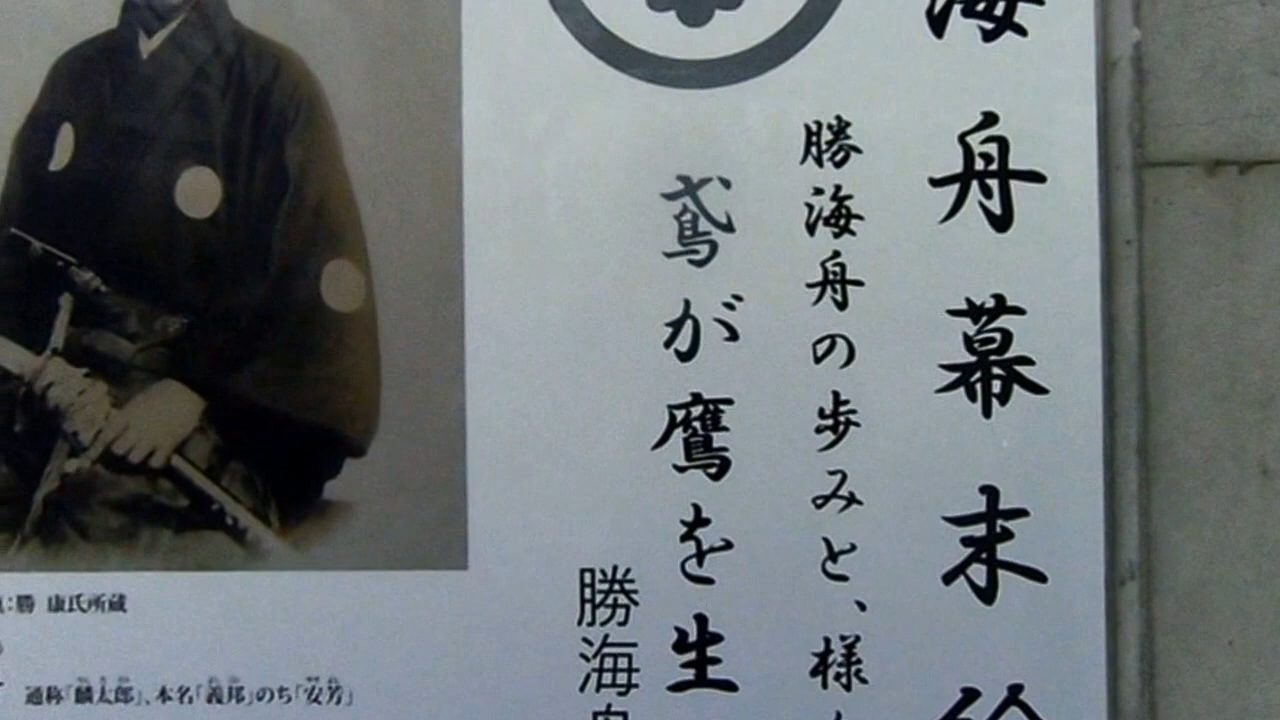 海舟幕末
勝海舟の歩みと、様
鳶が鷹を生
勝海
:勝 康氏所蔵
通称「麟太郎」、本名「義邦」のち「安芳」